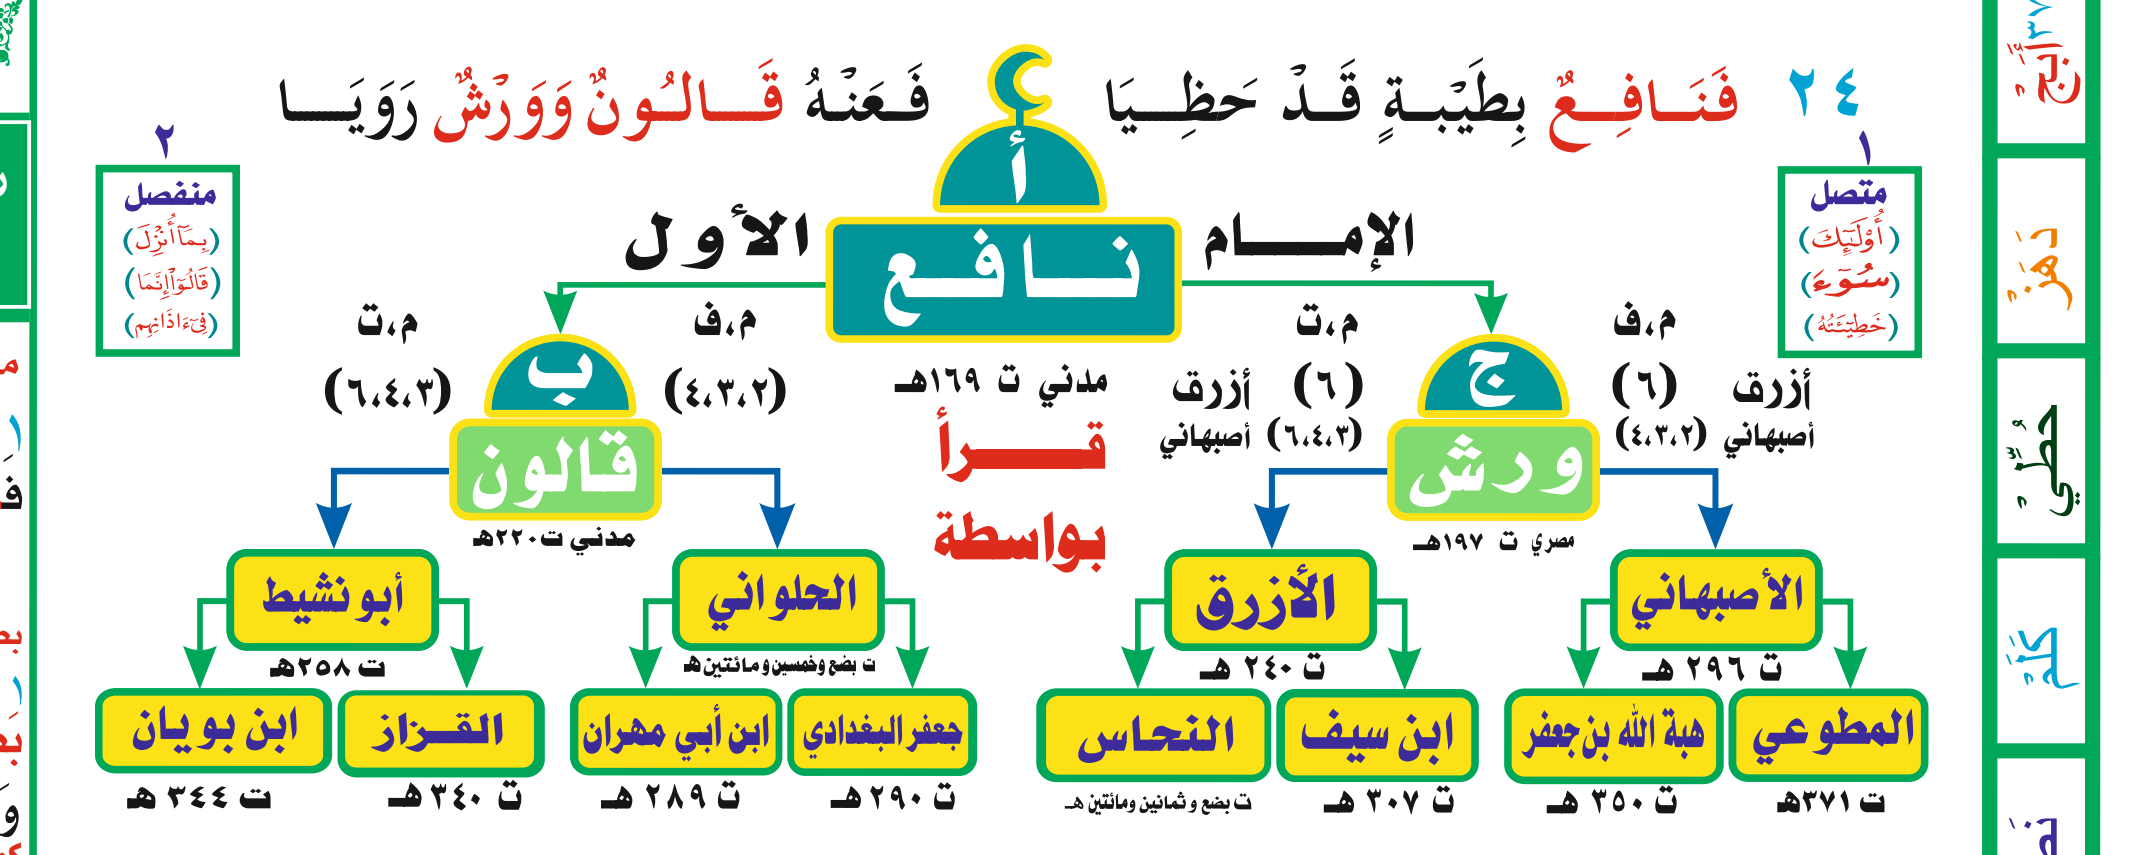 ٢٤ فَنَافِعٌ بِطَيْبَةٍ قَدْ حَظِيَا فَعَنْهُ قَالُونٌ وَوَرْشٌ رَوَيَا
أ
١
متصل
(أُوْلَٰٓئِكَ)
(سُوٓءَ)
(خَطِيٓـَٔتُهُ)
٢
منفصل
(بِمَآ أُنزِلَ)
(قَالُوٓاْ إِنَّمَا)
(فِيٓ ءَاذَانِهِم)
الإمام نافع الأول
مدني ت ١٦٩هـ
قرأ
بواسطة
م،ف م،ت
أزرق (٦) ج (٦) أزرق
أصبهاني (٤،٣،٢) ورش (٦،٤،٣) أصبهاني
مصري ت ١٩٧هـ
م،ف م،ت
(٤،٣،٢) ب (٦،٤،٣)
قالون
مدني ت٢٢٠هـ
الأصبهاني الأزرق الحلواني أبو نشيط
ت ٢٩٦ هـ ت ٢٤٠ هـ ت بضع وخمسين ومائتين هـ ت ٢٥٨هـ
المطوعي هبة الله بن جعفر ابن سيف النحاس جعفر البغدادي ابن أبي مهران القزاز ابن بويان
ت ٣٧١هـ ت ٣٥٠ هـ ت ٣٠٧ هـ ت بضع وثمانين ومائتين هـ ت ٢٩٠هـ ت ٢٨٩ هـ ت ٣٤٠ هـ ت ٣٤٤ هـ
أَبَجْ
دَهَزْ
حُطِّيْ
كَلَمْ